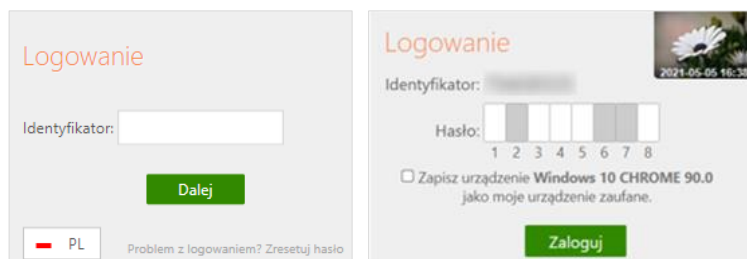 Logowanie
Identyfikator:
Dalej
PL
Problem z logowaniem? Zresetuj hasło
Logowanie
2021-05-05 16:38
Identyfikator:
Hasło:
1 2 3 4 5 6 7 8
Zapisz urządzenie Windows 10 CHROME 90.0
jako moje urządzenie zaufane.
Zaloguj